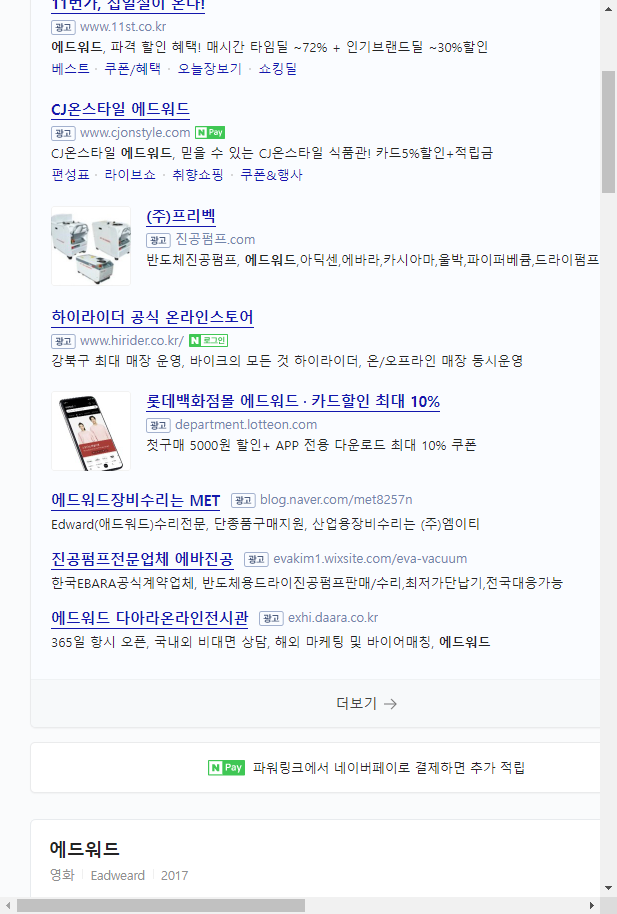 11번가, 십일절이 온다!
광고 www.11st.co.kr
에드워드, 파격 할인 혜택! 매시간 타임딜 ~72% + 인기브랜드딜 ~30%할인
베스트 · 쿠폰/혜택 · 오늘장보기 · 쇼킹딜
CJ온스타일 에드워드
광고 www.cjonstyle.com N Pay
CJ온스타일 에드워드, 믿을 수 있는 CJ온스타일 식품관! 카드5%할인+적립금
편성표 · 라이브쇼 · 취향쇼핑 · 쿠폰&행사
(주)프리벡
광고 진공펌프.com
반도체진공펌프, 에드워드,아딕센,에바라,카시아마,울박,파이퍼베큠,드라이펌프
하이라이더 공식 온라인스토어
광고 www.hirider.co.kr/ N 로그인
강북구 최대 매장 운영, 바이크의 모든 것 하이라이더, 온/오프라인 매장 동시운영
롯데백화점몰 에드워드 · 카드할인 최대 10%
광고 department.lotteon.com
첫구매 5000원 할인+ APP 전용 다운로드 최대 10% 쿠폰
에드워드장비수리는 MET 광고 blog.naver.com/met8257n
Edward(애드워드)수리전문, 단종품구매지원, 산업용장비수리는 (주)엠이티
진공펌프전문업체 에바진공 광고 evakim1.wixsite.com/eva-vacuum
한국EBARA공식계약업체, 반도체용드라이진공펌프판매/수리,최저가단납기,전국대응가능
에드워드 다아라온라인전시관 광고 exhi.daara.co.kr
365일 항시 오픈, 국내외 비대면 상담, 해외 마케팅 및 바이어매칭, 에드워드
더보기 →
N Pay 파워링크에서 네이버페이로 결제하면 추가 적립
에드워드
영화 Eadweard 2017